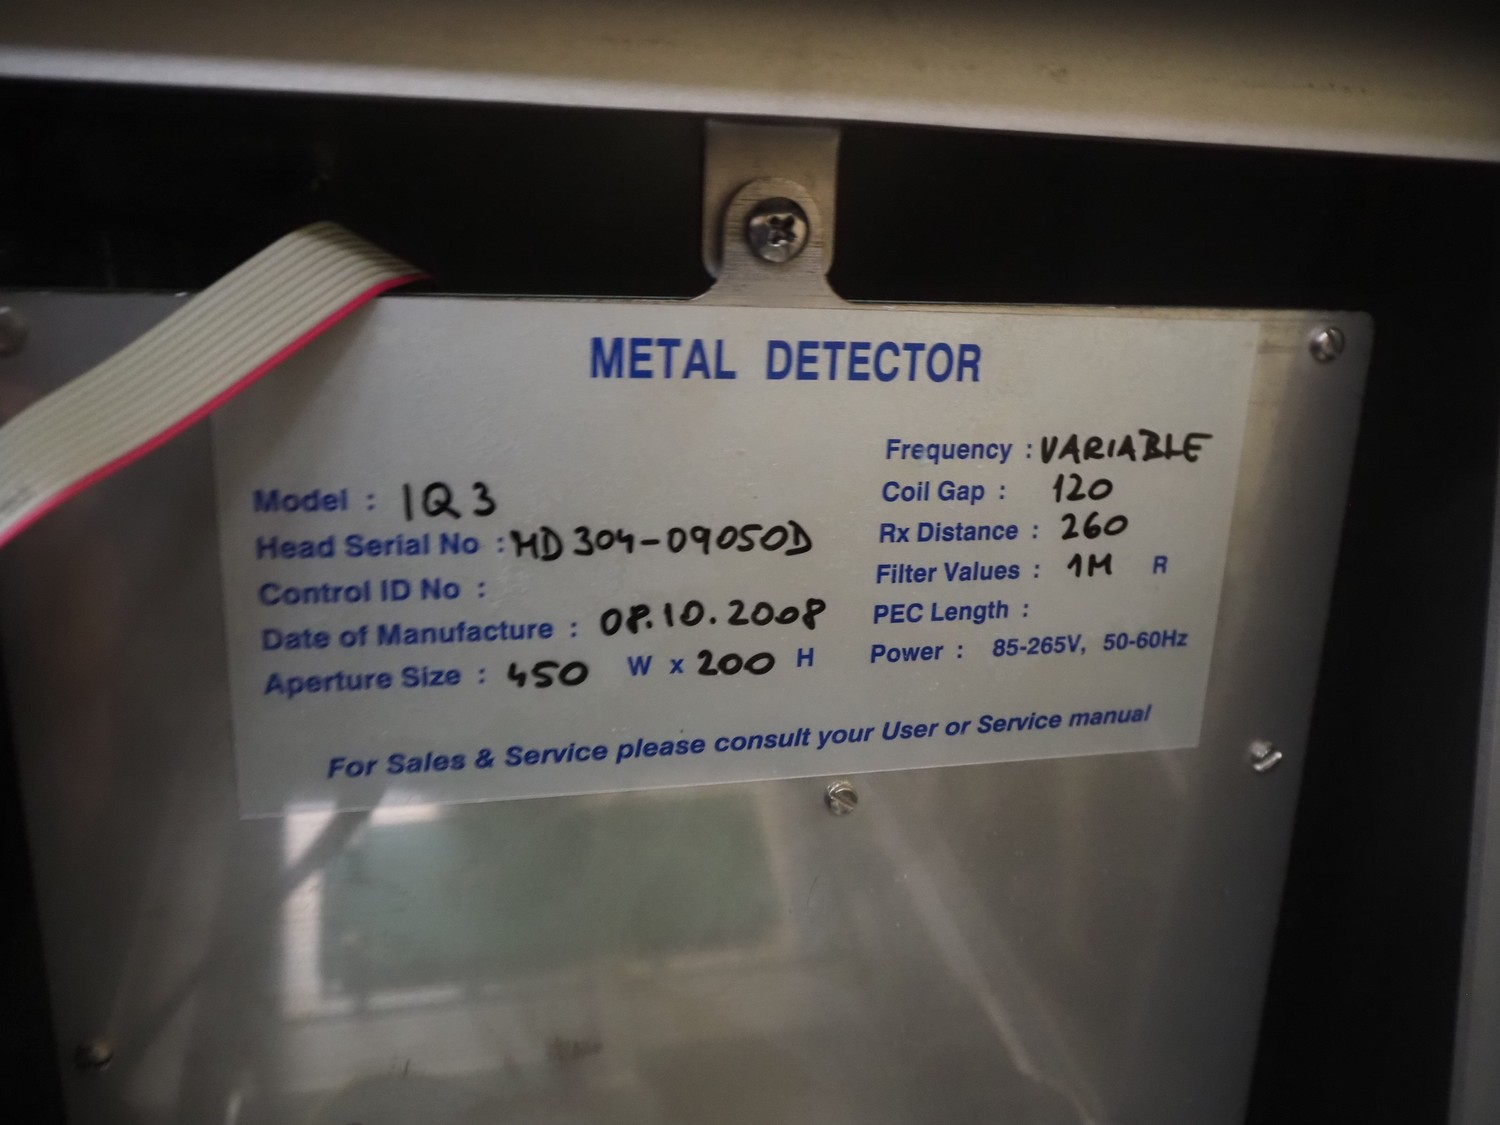 METAL DETECTOR
Model : IQ3
Head Serial No : MD304-09050D
Control ID No :
Date of Manufacture : 08.10.2008
Aperture Size : 450 W x 200 H
Frequency : VARIABLE
Coil Gap : 120
Rx Distance : 260
Filter Values : 1M R
PEC Length :
Power : 85-265V, 50-60Hz
For Sales & Service please consult your User or Service manual